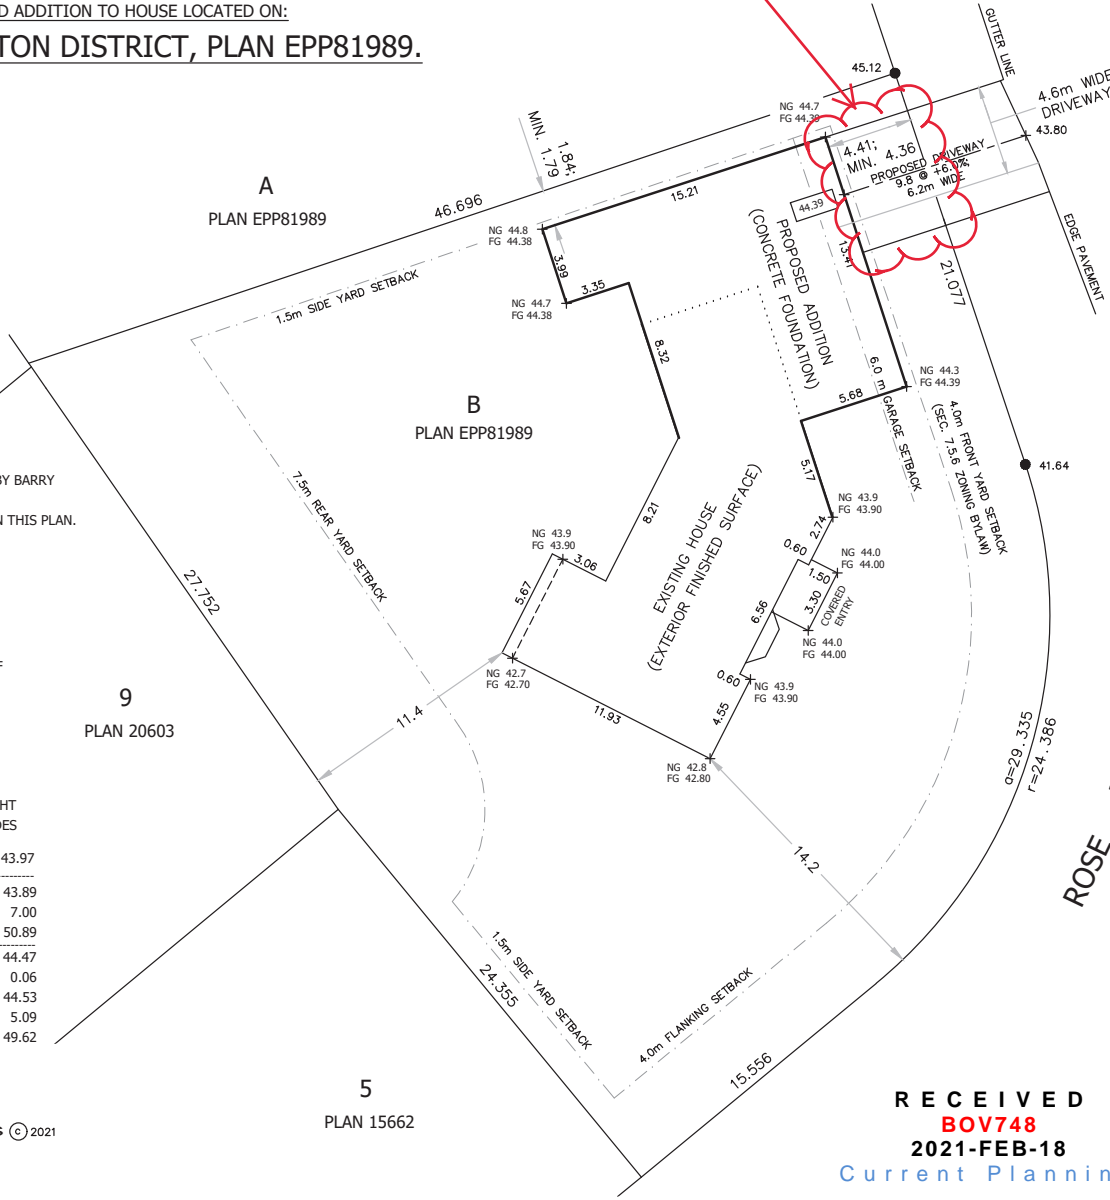 D ADDITION TO HOUSE LOCATED ON:
TON DISTRICT, PLAN EPP81989.
GUTTER LINE
45.12
4.6m WIDE
DRIVEWAY
43.80
NG 44.7
FG 44.39
MIN. 1.84;
1.79
4.41;
MIN. 4.36
PROPOSED DRIVEWAY
9.8 @ +6.0%;
6.2m WIDE
A
PLAN EPP81989
46.696
15.21
44.39
NG 44.8
FG 44.38
3.99
PROPOSED ADDITION
(CONCRETE FOUNDATION)
13.41
EDGE PAVEMENT
21.077
1.5m SIDE YARD SETBACK
3.35
NG 44.7
FG 44.38
8.32
6.0 m GARAGE SETBACK
NG 44.3
FG 44.39
5.68
B
PLAN EPP81989
4.0m FRONT YARD SETBACK
(SEC. 7.5.6 ZONING BYLAW)
41.64
5.17
BY BARRY
N THIS PLAN.
7.5m REAR YARD SETBACK
8.21
EXISTING HOUSE
(EXTERIOR FINISHED SURFACE)
NG 43.9
FG 43.90
2.74
NG 43.9
FG 43.90
3.06
0.60
NG 44.0
FG 44.00
1.50
27.752
5.67
6.56
3.30
COVERED
ENTRY
NG 44.0
FG 44.00
NG 42.7
FG 42.70
0.60
NG 43.9
FG 43.90
9
PLAN 20603
11.4
11.93
4.55
NG 42.8
FG 42.80
a=29.335
r=24.386
HT
DES
43.97
43.89
7.00
50.89
44.47
0.06
44.53
5.09
49.62
14.2
ROSE
1.5m SIDE YARD SETBACK
24.355
4.0m FLANKING SETBACK
15.556
5
PLAN 15662
S © 2021
RECEIVED
BOV748
2021-FEB-18
Current Plannin